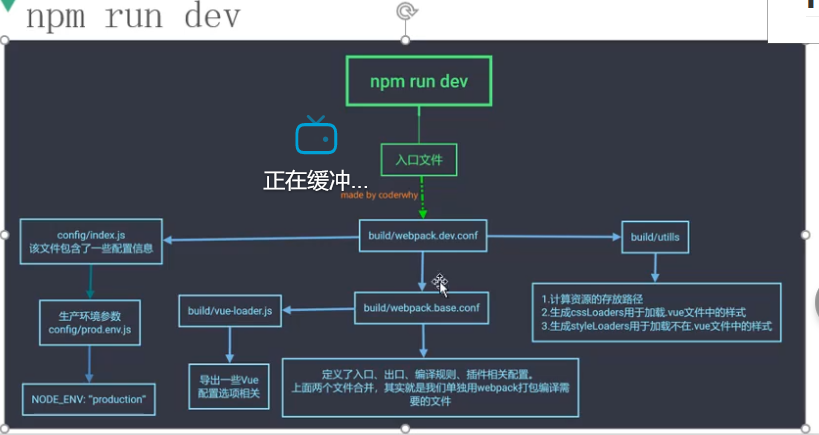 npm run dev
npm run dev
入口文件
正在缓冲...
made by coderwhy
config/index.js
该文件包含了一些配置信息
build/webpack.dev.conf
build/utills
生产环境参数
config/prod.env.js
build/vue-loader.js
build/webpack.base.conf
1.计算资源的存放路径
2.生成cssLoaders用于加载.vue文件中的样式
3.生成styleLoaders用于加载不在.vue文件中的样式
NODE_ENV: "production"
导出一些Vue
配置选项相关
定义了入口、出口、编译规则、插件相关配置。
上面两个文件合并，其实就是我们单独用webpack打包编译需
要的文件